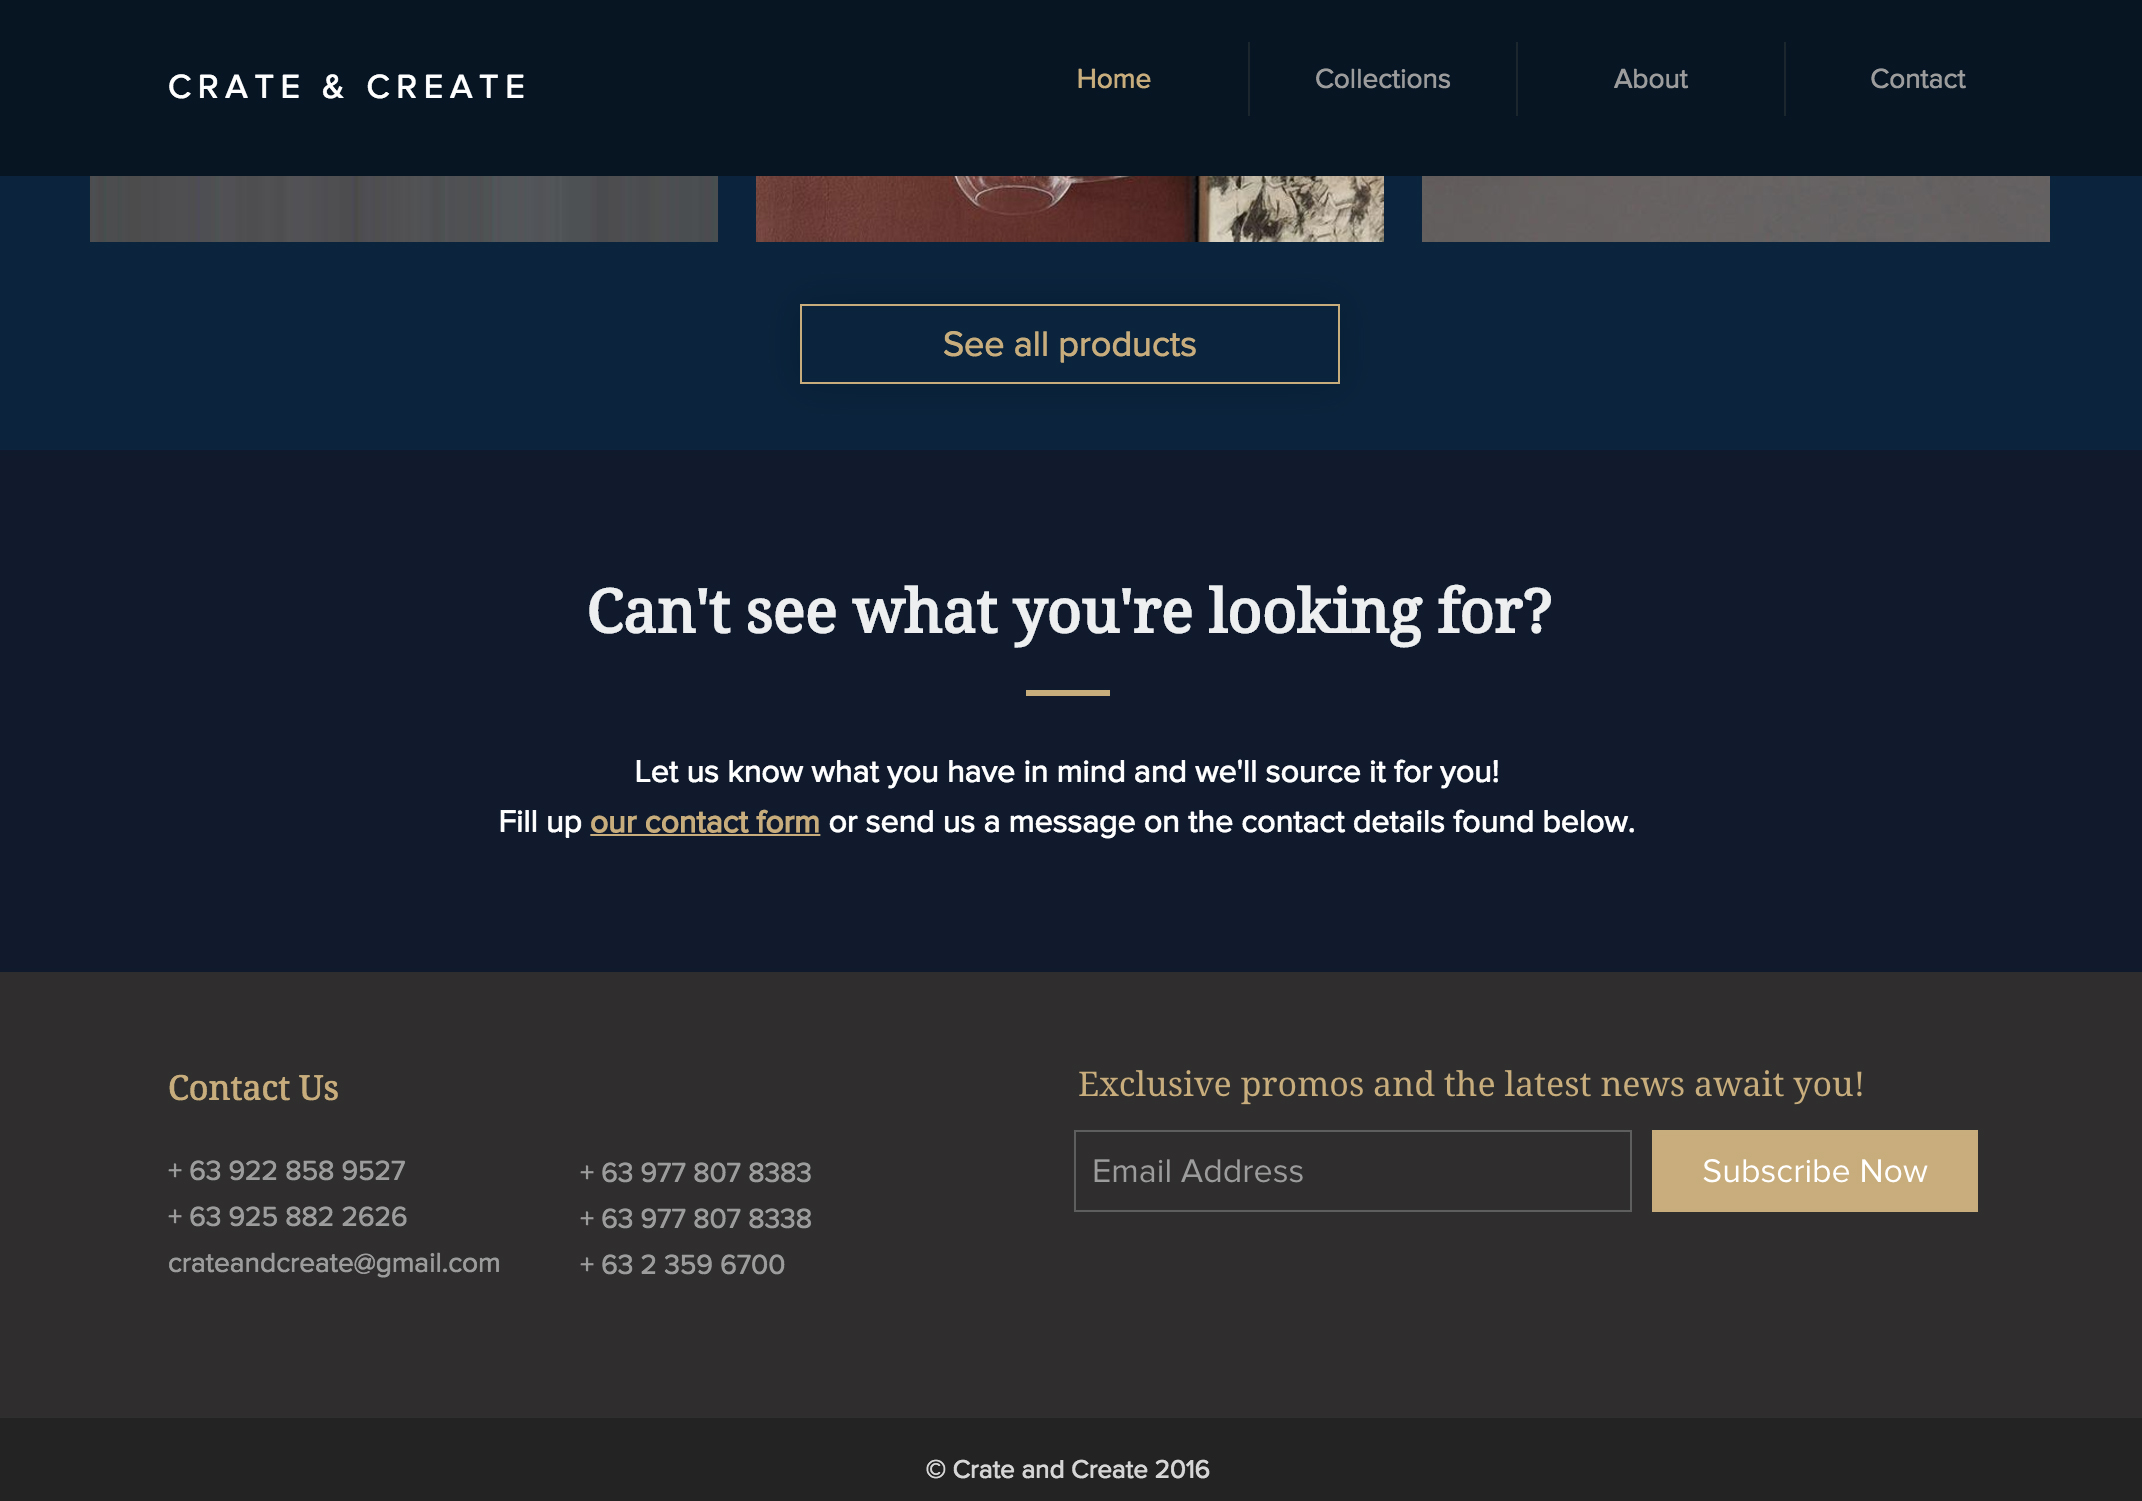 CRATE & CREATE
Home
Collections
About
Contact
See all products
Can't see what you're looking for?
Let us know what you have in mind and we'll source it for you!
Fill up our contact form or send us a message on the contact details found below.
Contact Us
+ 63 922 858 9527
+ 63 925 882 2626
crateandcreate@gmail.com
+ 63 977 807 8383
+ 63 977 807 8338
+ 63 2 359 6700
Exclusive promos and the latest news await you!
Email Address
Subscribe Now
© Crate and Create 2016